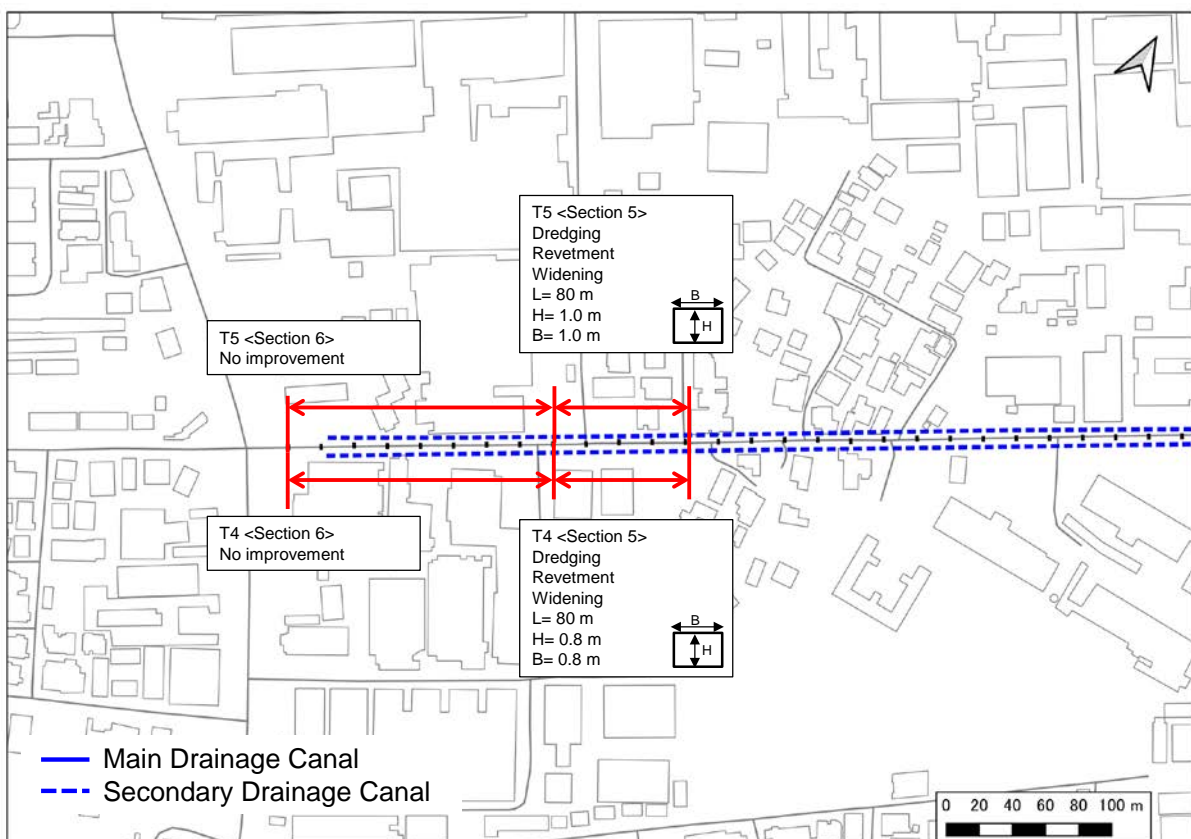 T5 <Section 5>
Dredging
Revetment
Widening
L= 80 m
H= 1.0 m
B= 1.0 m
B
H
T5 <Section 6>
No improvement
T4 <Section 6>
No improvement
T4 <Section 5>
Dredging
Revetment
Widening
L= 80 m
H= 0.8 m
B= 0.8 m
B
H
Main Drainage Canal
Secondary Drainage Canal
0 20 40 60 80 100 m